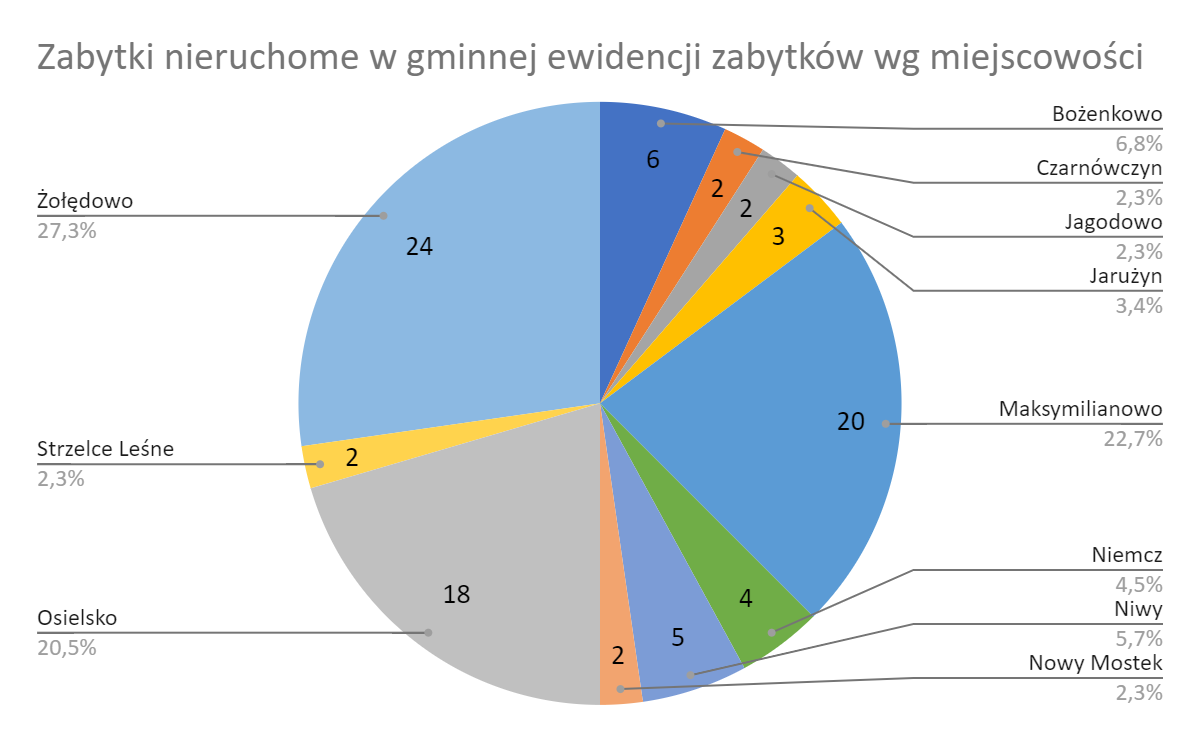 Zabytki nieruchome w gminnej ewidencji zabytków wg miejscowości
Bożenkowo
6,8%
Czarnówczyn
2,3%
Jagodowo
2,3%
Jarużyn
3,4%
Maksymilianowo
22,7%
Niemcz
4,5%
Niwy
5,7%
Nowy Mostek
2,3%
Osielsko
20,5%
Strzelce Leśne
2,3%
Żołędowo
27,3%
6
2
2
3
20
4
5
2
18
2
24